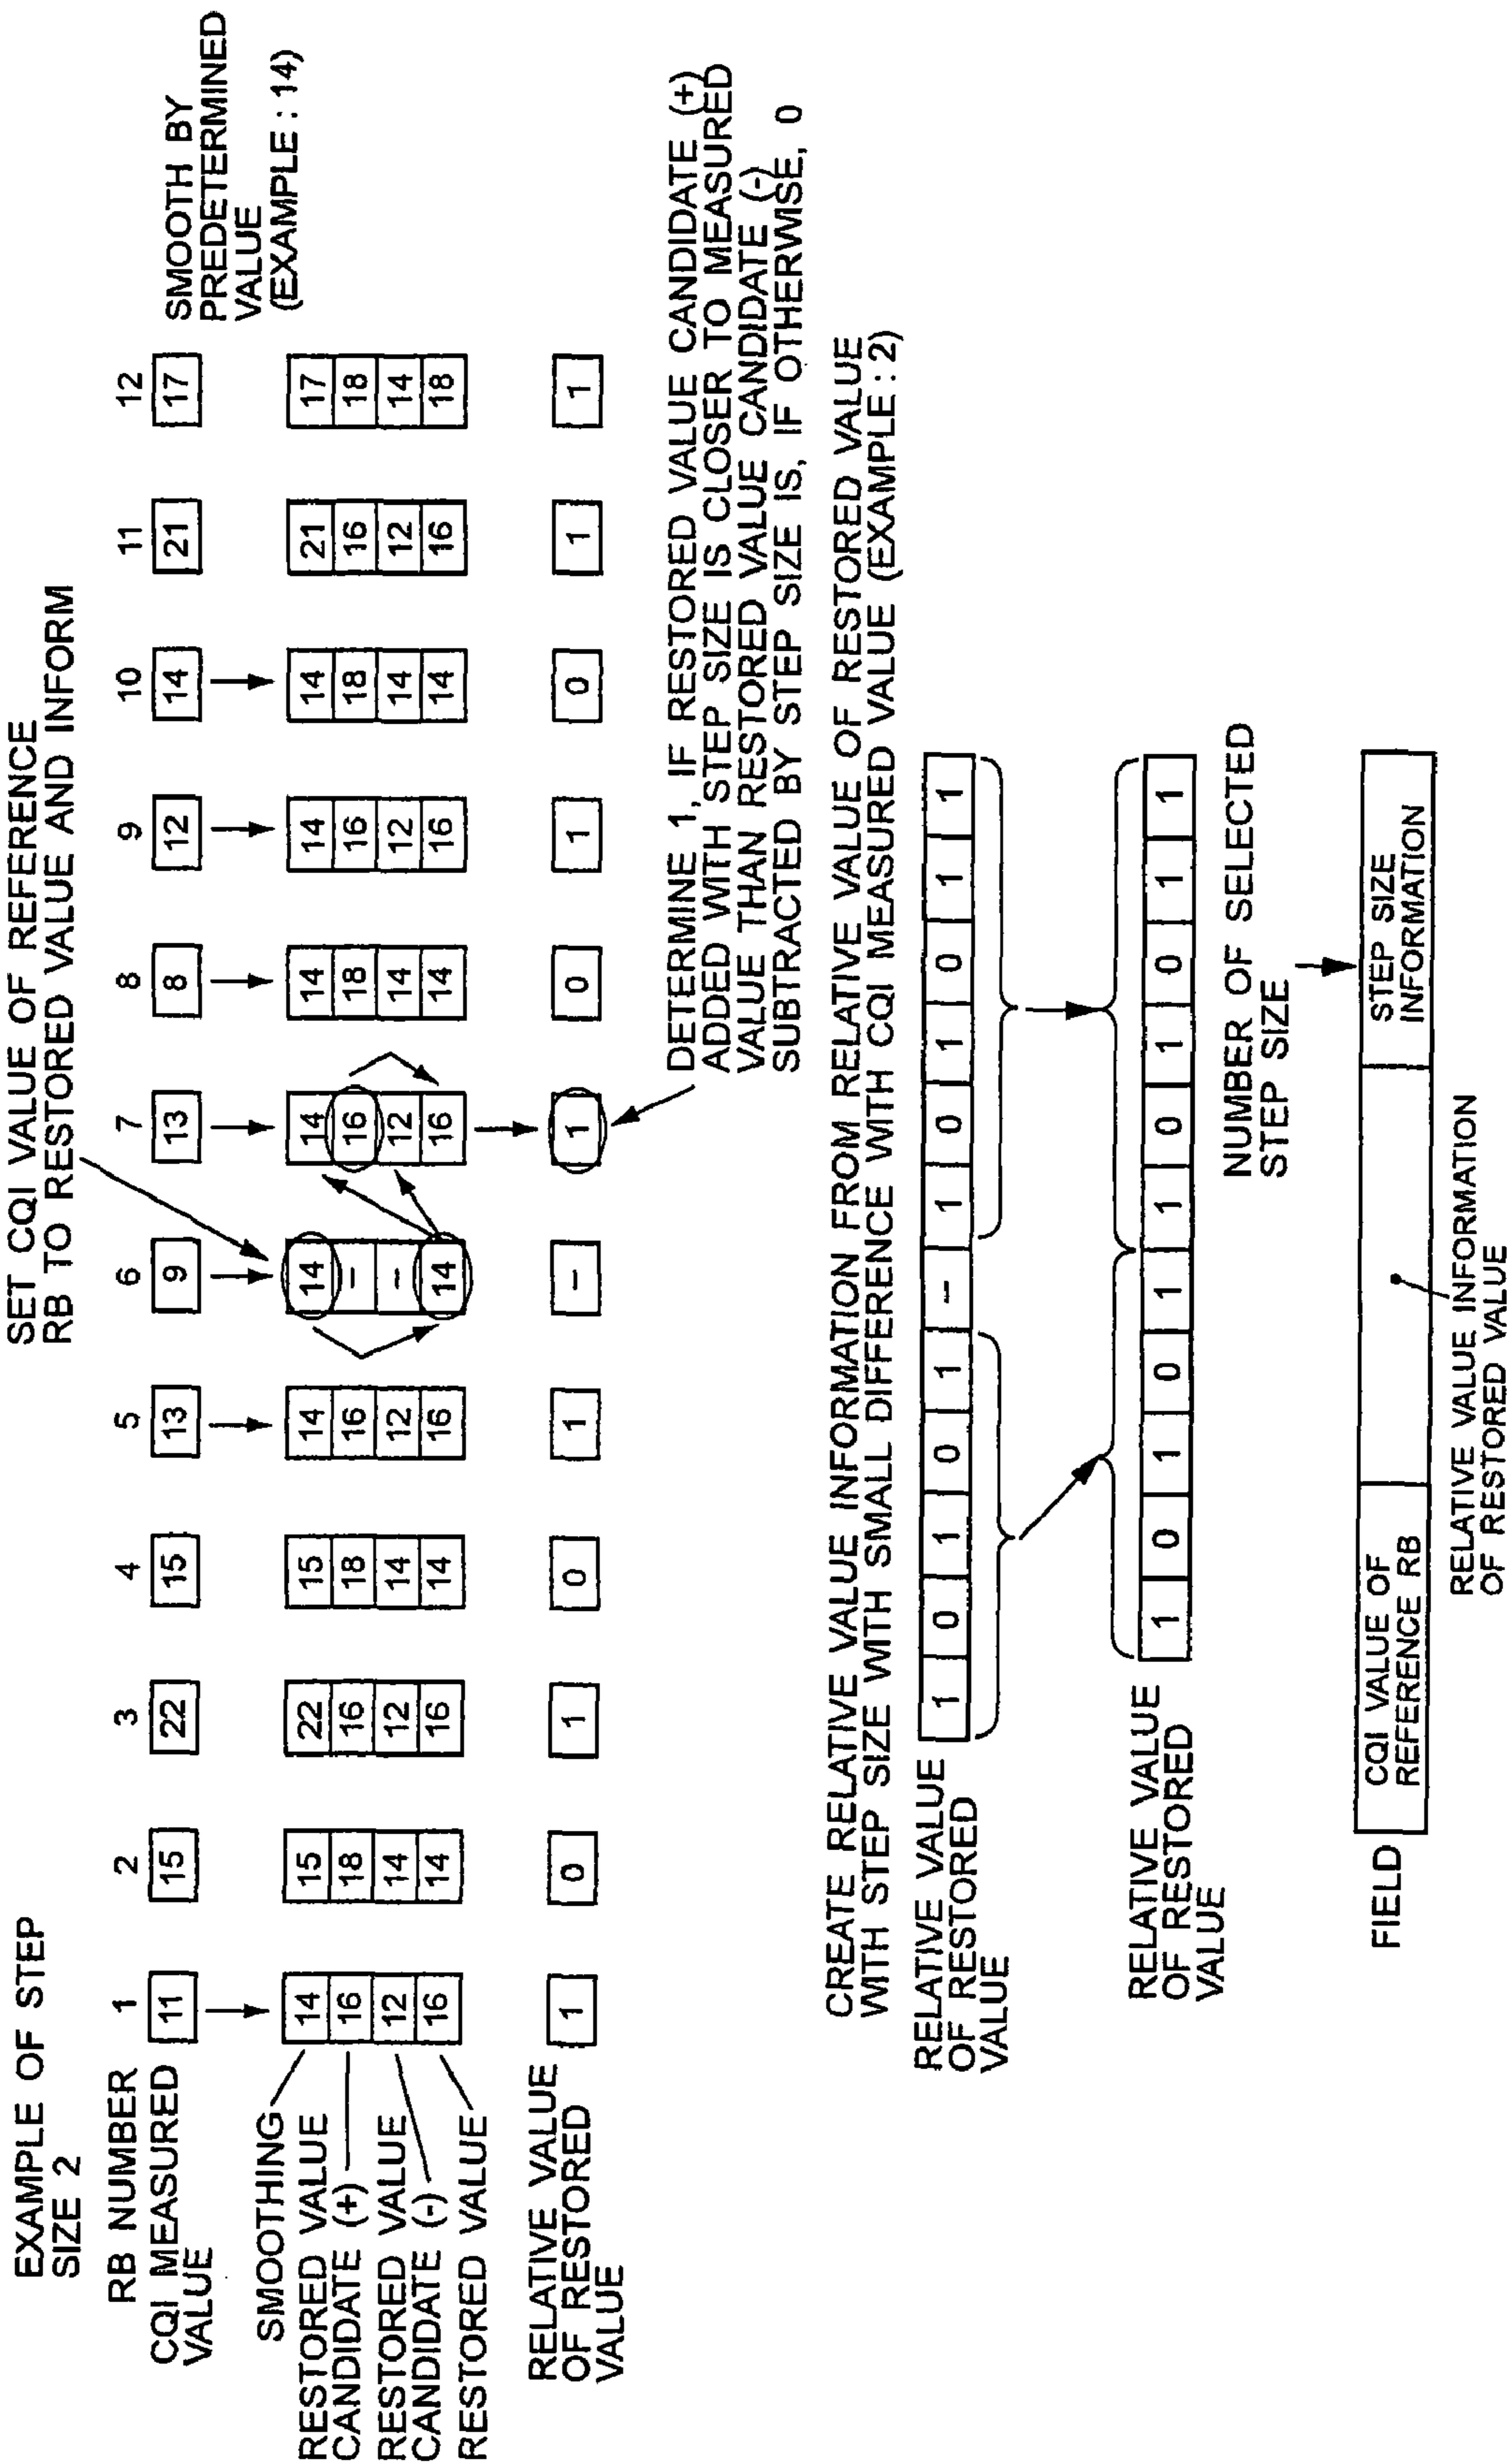 EXAMPLE OF STEP
SIZE 2
SET CQI VALUE OF REFERENCE
RB TO RESTORED VALUE AND INFORM
RB NUMBER 1 2 3 4 5 6 7 8 9 10 11 12
CQI MEASURED
VALUE
11 15 22 15 13 9 13 8 12 14 21 17
SMOOTH BY
PREDETERMINED
VALUE
(EXAMPLE : 14)
SMOOTHING
14 15 22 15 14 14 14 14 14 14 21 17
RESTORED VALUE
CANDIDATE (+)
16 18 16 18 16 – 16 18 16 18 16 18
RESTORED VALUE
CANDIDATE (-)
12 14 12 14 12 – 12 14 12 14 12 14
RESTORED VALUE
16 14 16 14 16 14 16 14 16 14 16 18
RELATIVE VALUE
OF RESTORED
VALUE
1 0 1 0 1 – 1 0 1 0 1 1
DETERMINE 1, IF RESTORED VALUE CANDIDATE (+)
ADDED WITH STEP SIZE IS CLOSER TO MEASURED
VALUE THAN RESTORED VALUE CANDIDATE (-)
SUBTRACTED BY STEP SIZE IS, IF OTHERWISE, 0
CREATE RELATIVE VALUE INFORMATION FROM RELATIVE VALUE OF RESTORED VALUE
WITH STEP SIZE WITH SMALL DIFFERENCE WITH CQI MEASURED VALUE (EXAMPLE : 2)
RELATIVE VALUE
OF RESTORED
VALUE
1 0 1 0 1 – 1 0 1 0 1 1
RELATIVE VALUE
OF RESTORED
VALUE
1 0 1 0 1 1 0 1 0 1 1
NUMBER OF SELECTED
STEP SIZE
FIELD
CQI VALUE OF
REFERENCE RB
STEP SIZE
INFORMATION
RELATIVE VALUE INFORMATION
OF RESTORED VALUE